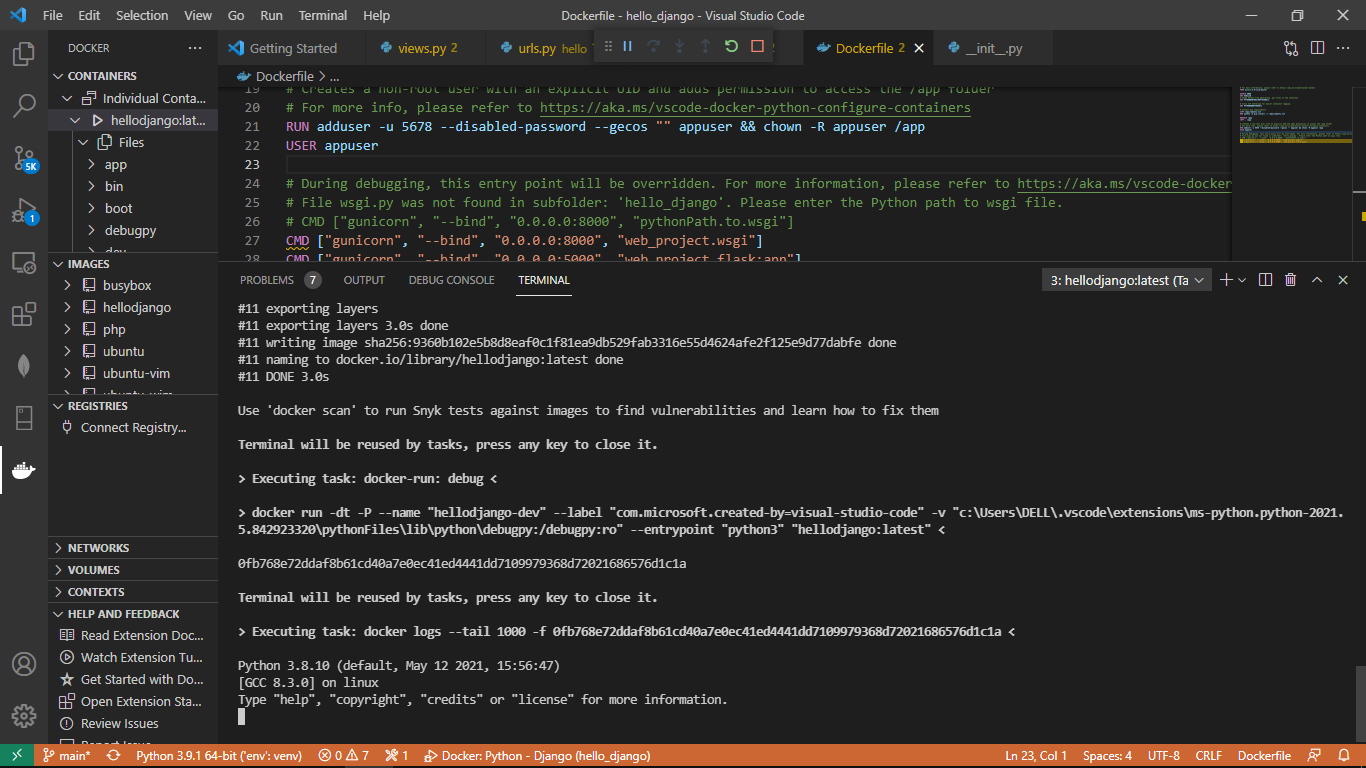 File Edit Selection View Go Run Terminal Help
Dockerfile - hello_django - Visual Studio Code
DOCKER
Getting Started
views.py 2
urls.py hello
2
Dockerfile 2
__init__.py
Dockerfile > ...
CONTAINERS
Individual Conta...
hellodjango:lat...
Files
app
bin
boot
debugpy
dev
IMAGES
busybox
hellodjango
php
ubuntu
ubuntu-vim
REGISTRIES
Connect Registry...
NETWORKS
VOLUMES
CONTEXTS
HELP AND FEEDBACK
Read Extension Doc...
Watch Extension Tu...
Get Started with Do...
Open Extension Sta...
Review Issues
Report Issue
5K
1
19 # Creates a non-root user with an explicit UID and adds permission to access the /app folder
20 # For more info, please refer to https://aka.ms/vscode-docker-python-configure-containers
21 RUN adduser -u 5678 --disabled-password --gecos "" appuser && chown -R appuser /app
22 USER appuser
23
24 # During debugging, this entry point will be overridden. For more information, please refer to https://aka.ms/vscode-docker
25 # File wsgi.py was not found in subfolder: 'hello_django'. Please enter the Python path to wsgi file.
26 # CMD ["gunicorn", "--bind", "0.0.0.0:8000", "pythonPath.to.wsgi"]
27 CMD ["gunicorn", "--bind", "0.0.0.0:8000", "web_project.wsgi"]
28 CMD ["gunicorn", "--bind", "0.0.0.0:5000", "web_project_flask:app"]
PROBLEMS 7 OUTPUT DEBUG CONSOLE TERMINAL
3: hellodjango:latest (Ta
#11 exporting layers
#11 exporting layers 3.0s done
#11 writing image sha256:9360b102e5b8d8eaf0c1f81ea9db529fab3316e55d4624afe2f125e9d77dabfe done
#11 naming to docker.io/library/hellodjango:latest done
#11 DONE 3.0s
Use 'docker scan' to run Snyk tests against images to find vulnerabilities and learn how to fix them
Terminal will be reused by tasks, press any key to close it.
> Executing task: docker-run: debug <
> docker run -dt -P --name "hellodjango-dev" --label "com.microsoft.created-by=visual-studio-code" -v "c:\Users\DELL\.vscode\extensions\ms-python.python-2021.
5.842923320\pythonFiles\lib\python\debugpy:/debugpy:ro" --entrypoint "python3" "hellodjango:latest" <
0fb768e72ddaf8b61cd40a7e0ec41ed4441dd7109979368d72021686576d1c1a
Terminal will be reused by tasks, press any key to close it.
> Executing task: docker logs --tail 1000 -f 0fb768e72ddaf8b61cd40a7e0ec41ed4441dd7109979368d72021686576d1c1a <
Python 3.8.10 (default, May 12 2021, 15:56:47)
[GCC 8.3.0] on linux
Type "help", "copyright", "credits" or "license" for more information.
main* Python 3.9.1 64-bit ('env': venv) 0 7 1 Docker: Python - Django (hello_django)
Ln 23, Col 1 Spaces: 4 UTF-8 CRLF Dockerfile